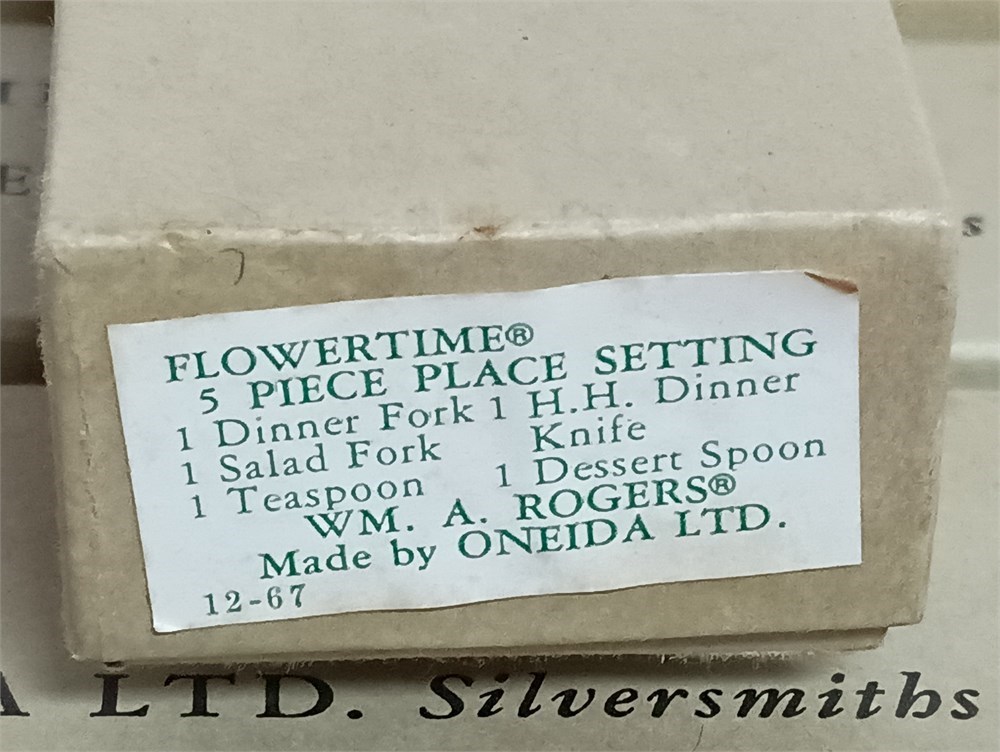 FLOWERTIME®
5 PIECE PLACE SETTING
1 Dinner Fork 1 H.H. Dinner
1 Salad Fork Knife
1 Teaspoon 1 Dessert Spoon
WM. A. ROGERS®
Made by ONEIDA LTD.
12-67
LTD. Silversmiths